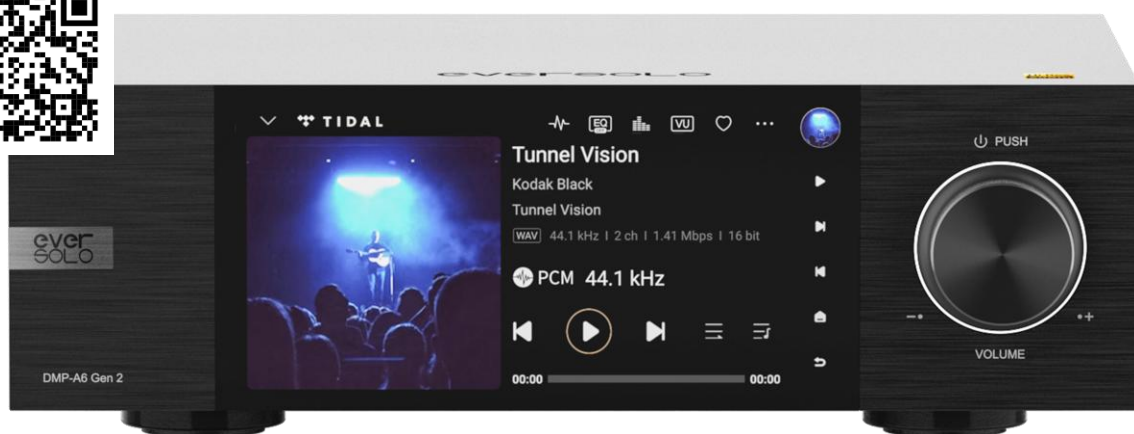 eversolo
TIDAL
EQ
VU
Tunnel Vision
Kodak Black
Tunnel Vision
WAV 44.1 kHz | 2 ch | 1.41 Mbps | 16 bit
PCM 44.1 kHz
00:00 00:00
ever
SOLO
DMP-A6 Gen 2
PUSH
- +
VOLUME